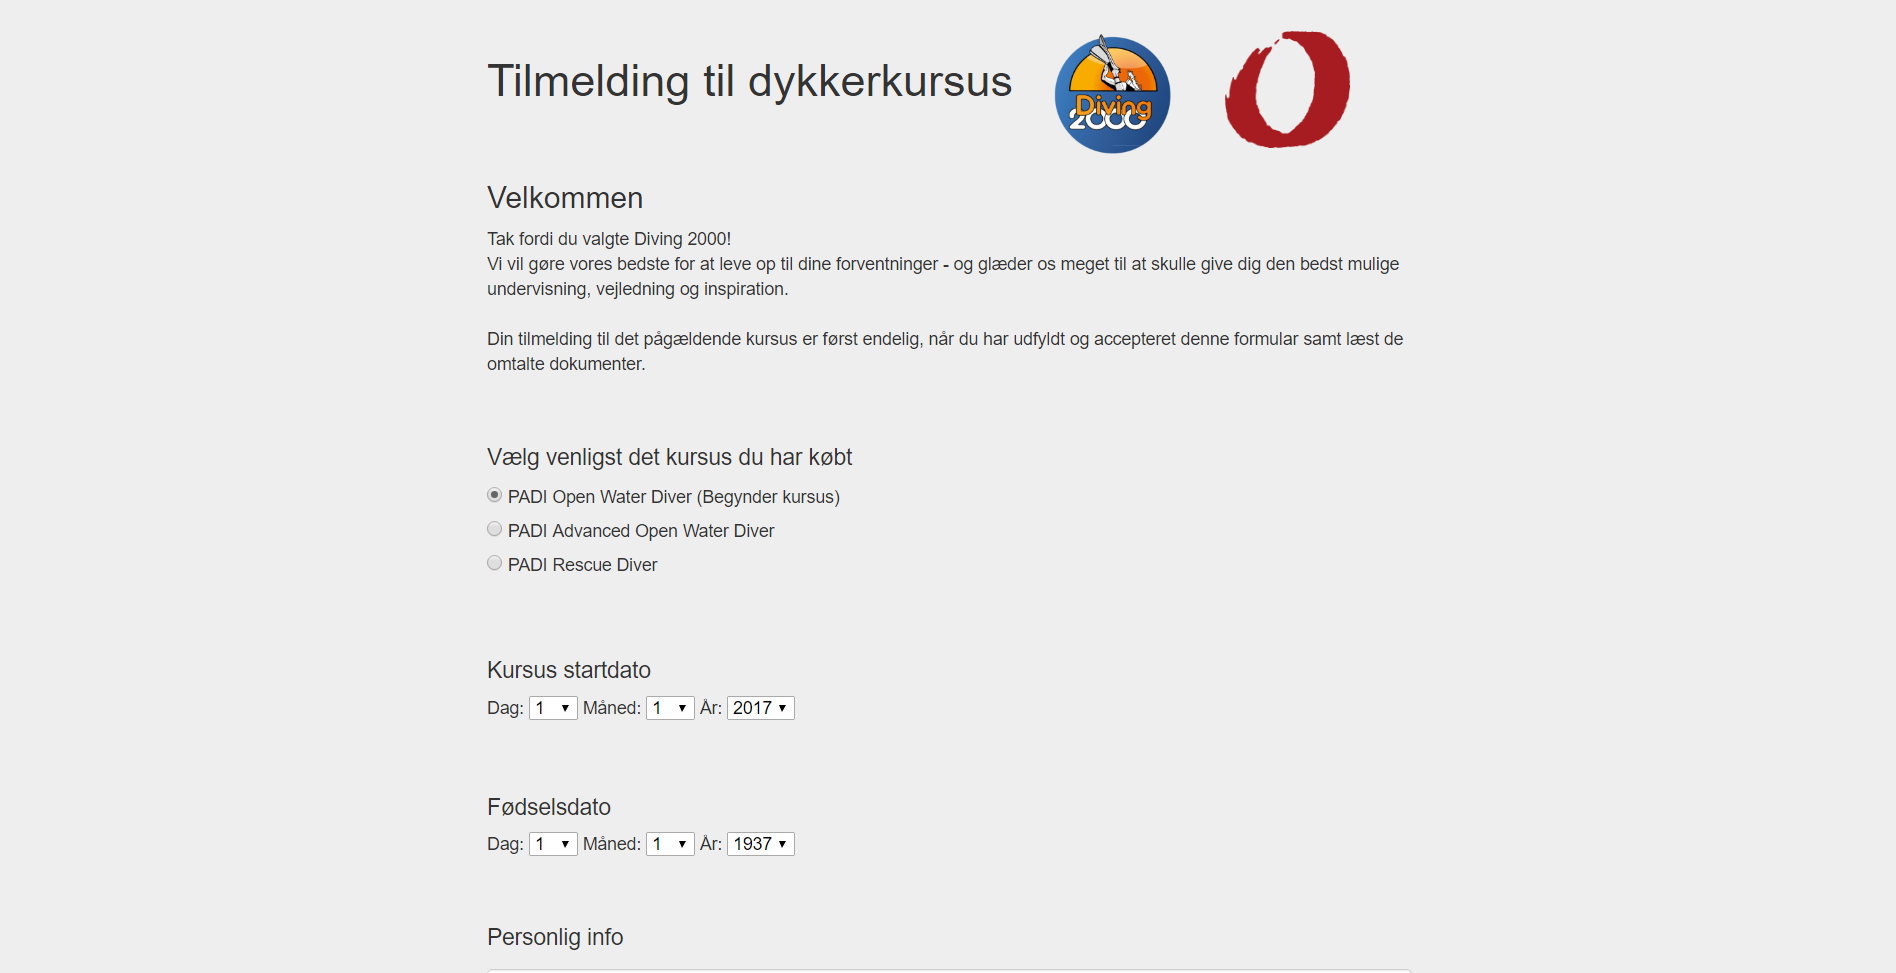 Tilmelding til dykkerkursus
Diving
2000
Velkommen
Tak fordi du valgte Diving 2000!
Vi vil gøre vores bedste for at leve op til dine forventninger - og glæder os meget til at skulle give dig den bedst mulige
undervisning, vejledning og inspiration.
Din tilmelding til det pågældende kursus er først endelig, når du har udfyldt og accepteret denne formular samt læst de
omtalte dokumenter.
Vælg venligst det kursus du har købt
PADI Open Water Diver (Begynder kursus)
PADI Advanced Open Water Diver
PADI Rescue Diver
Kursus startdato
Dag: 1 Måned: 1 År: 2017
Fødselsdato
Dag: 1 Måned: 1 År: 1937
Personlig info